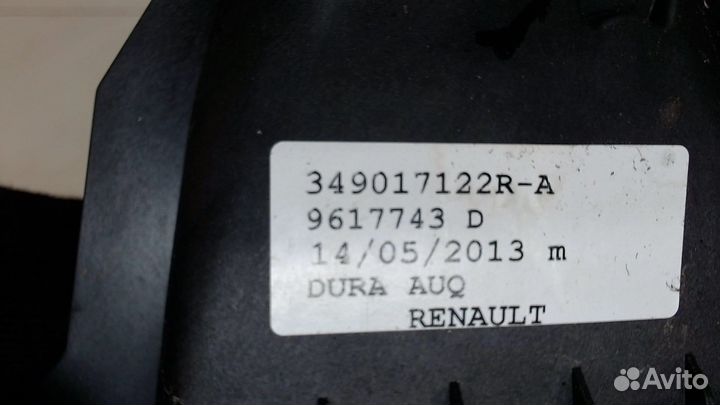 349017122R-A
9617743 D
14/05/2013 m
DURA AUQ
RENAULT
Avito